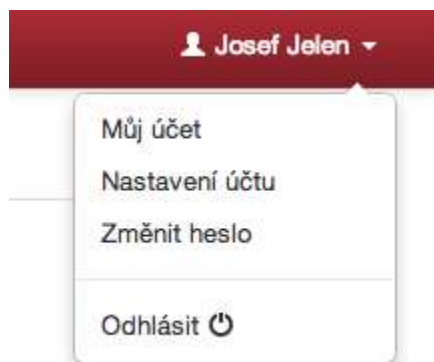 Josef Jelen
Můj účet
Nastavení účtu
Změnit heslo
Odhlásit